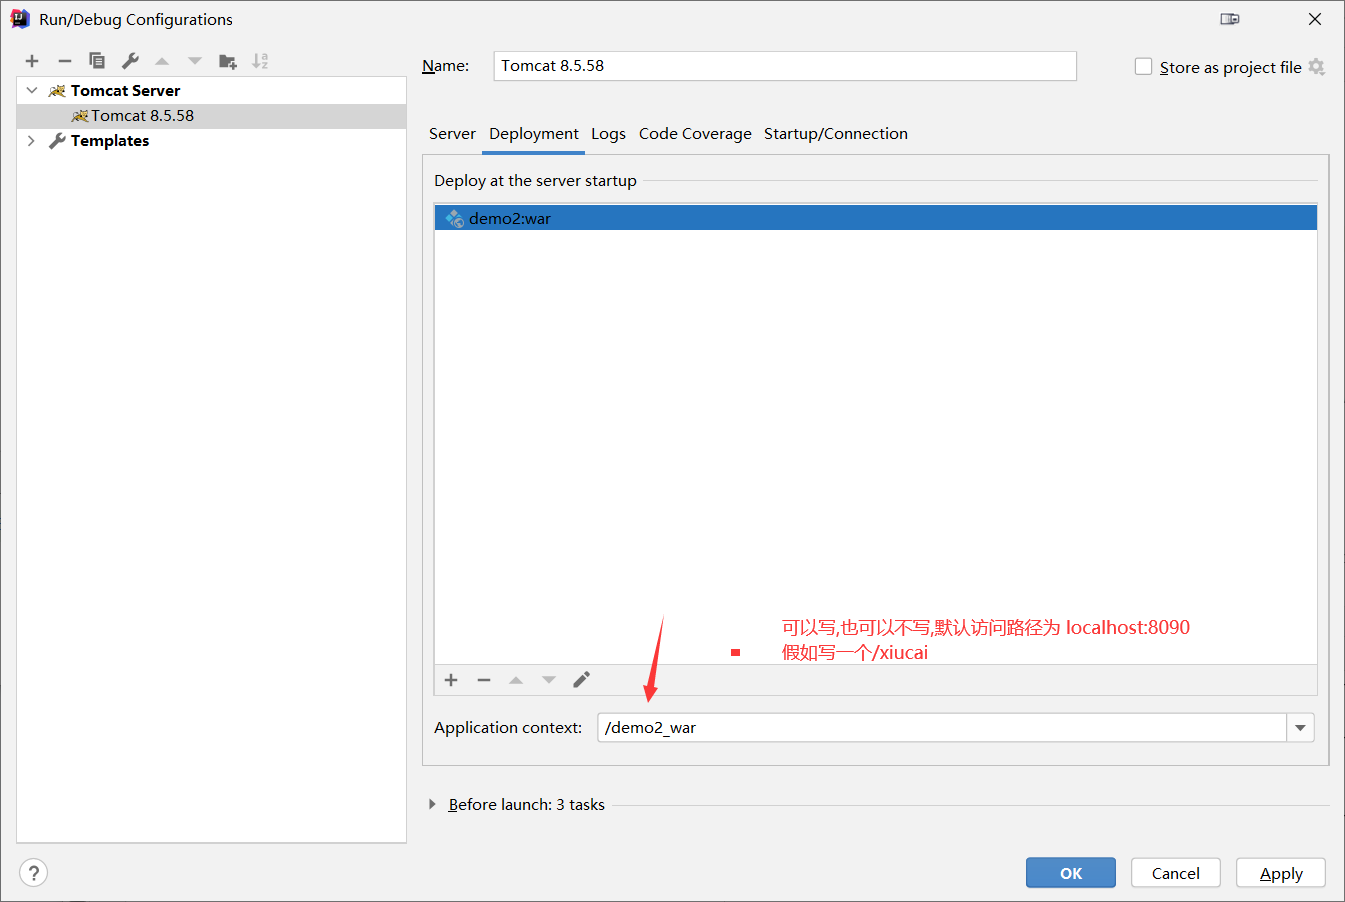 Run/Debug Configurations
Name: Tomcat 8.5.58
Store as project file
Tomcat Server
Tomcat 8.5.58
Templates
Server Deployment Logs Code Coverage Startup/Connection
Deploy at the server startup
demo2:war
可以写,也可以不写,默认访问路径为 localhost:8090
假如写一个/xiucai
Application context: /demo2_war
Before launch: 3 tasks
? OK Cancel Apply